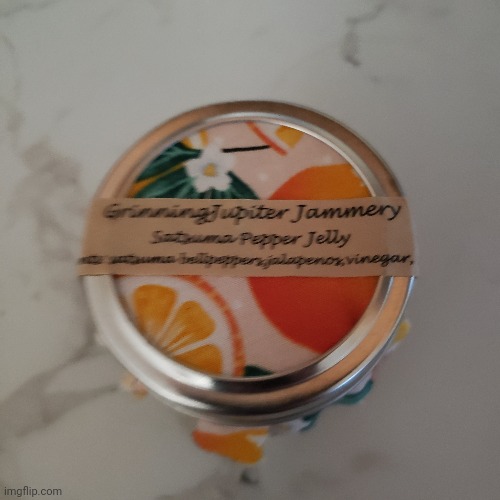 GrinningJupiter Jammery
Satsuma Pepper Jelly
satsuma bellpeppers,jalapenos,vinegar,
imgflip.com